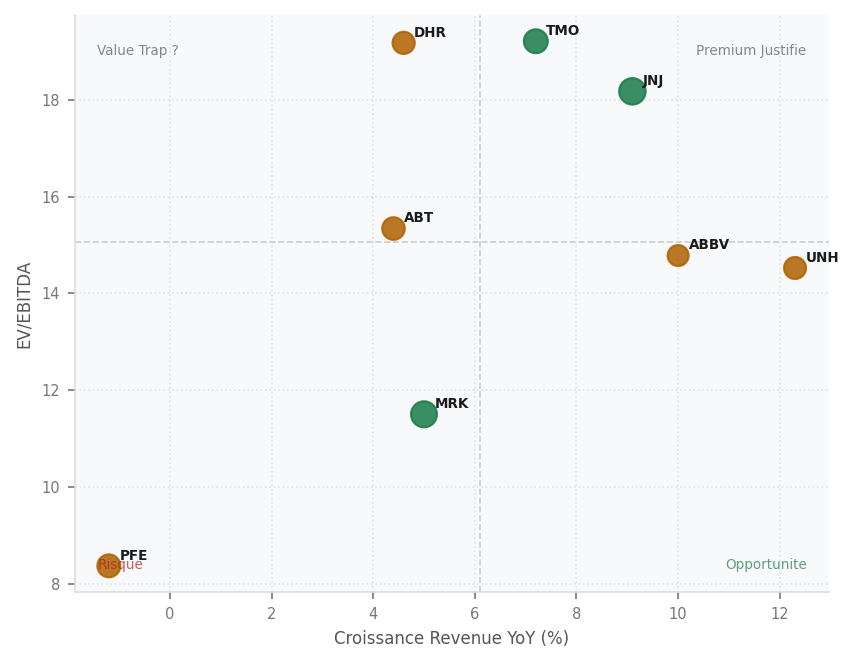 DHR
TMO
Value Trap ?
Premium Justifie
JNJ
18
16
ABT
ABBV
UNH
14
EV/EBITDA
12
MRK
10
PFE
Risque
Opportunite
8
0
2
4
6
8
10
12
Croissance Revenue YoY (%)